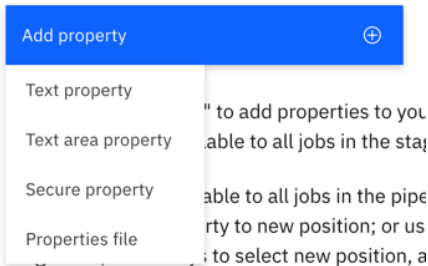 Add property
Text property
" to add properties to you
Text area property
able to all jobs in the stag
Secure property
able to all jobs in the pipe
rty to new position; or us
Properties file
s to select new position, a